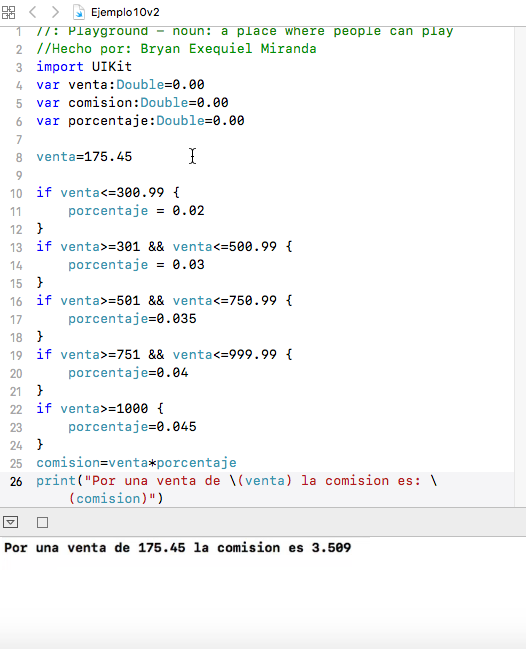 Ejemplo10v2
1 //: Playground – noun: a place where people can play
2 //Hecho por: Bryan Exequiel Miranda
3 import UIKit
4 var venta:Double=0.00
5 var comision:Double=0.00
6 var porcentaje:Double=0.00
7
8 venta=175.45
9
10 if venta<=300.99 {
11 porcentaje = 0.02
12 }
13 if venta>=301 && venta<=500.99 {
14 porcentaje = 0.03
15 }
16 if venta>=501 && venta<=750.99 {
17 porcentaje=0.035
18 }
19 if venta>=751 && venta<=999.99 {
20 porcentaje=0.04
21 }
22 if venta>=1000 {
23 porcentaje=0.045
24 }
25 comision=venta*porcentaje
26 print("Por una venta de \(venta) la comision es: \
(comision)")
Por una venta de 175.45 la comision es 3.509